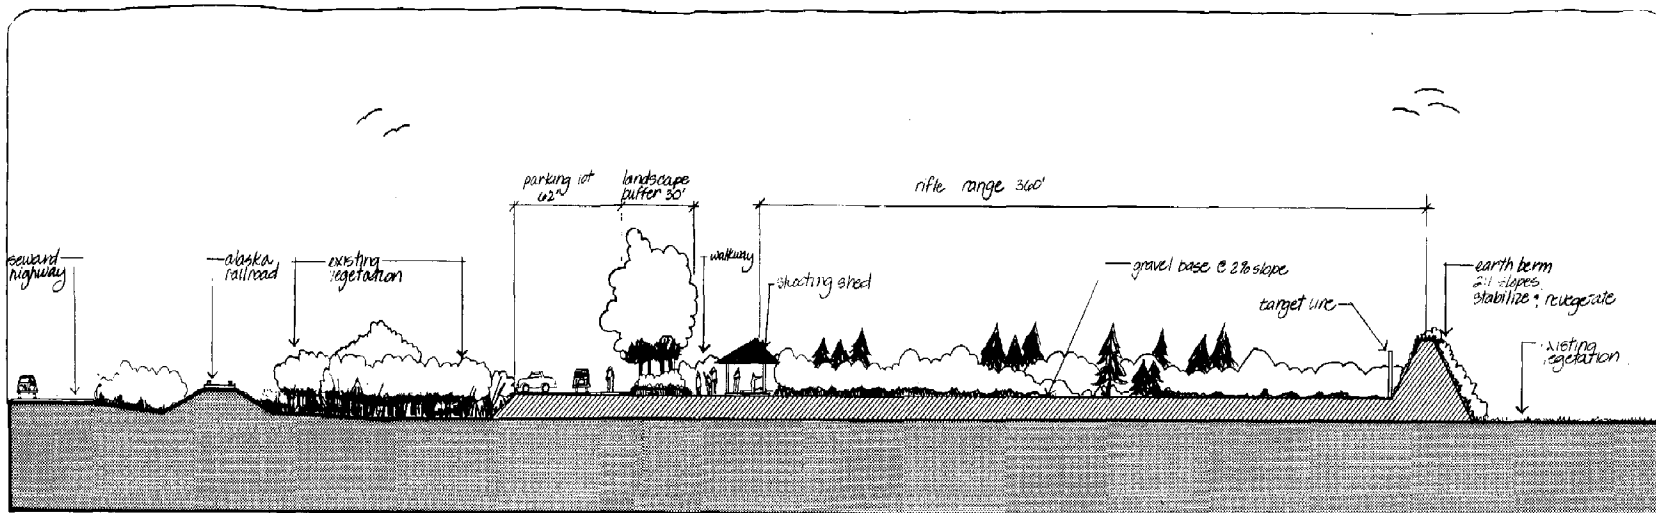 parking lot
62'
landscape
buffer 30'
rifle range 360'
seward
highway
alaska
railroad
existing
vegetation
walkway
shooting shed
gravel base @ 2% slope
target line
earth berm
2:1 slopes
stabilize & revegetate
existing
vegetation